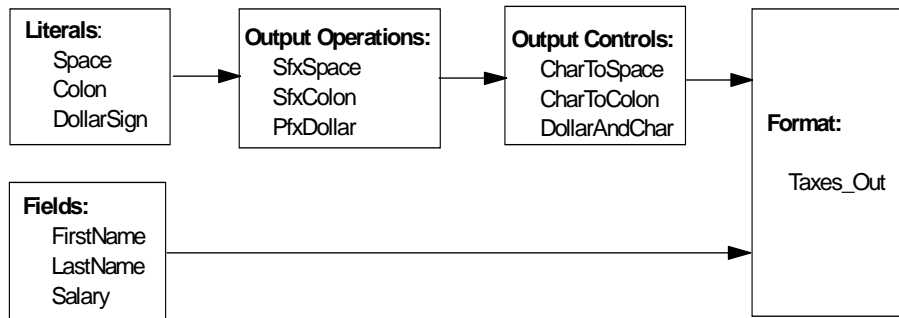 Literals:
Space
Colon
DollarSign
Output Operations:
SfxSpace
SfxColon
PfxDollar
Output Controls:
CharToSpace
CharToColon
DollarAndChar
Format:
Taxes_Out
Fields:
FirstName
LastName
Salary